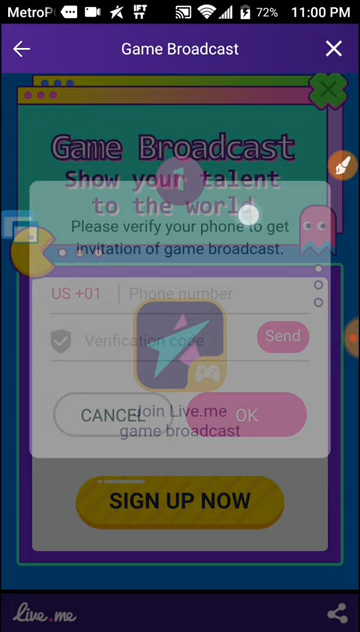 MetroP
IFTT
72%
11:00 PM
Game Broadcast
Game Broadcast
Show your talent
to the world
Please verify your phone to get
invitation of game broadcast.
US +01
Phone number
Verification code
Send
CANCEL
OK
Join Live.me
game broadcast
SIGN UP NOW
live.me